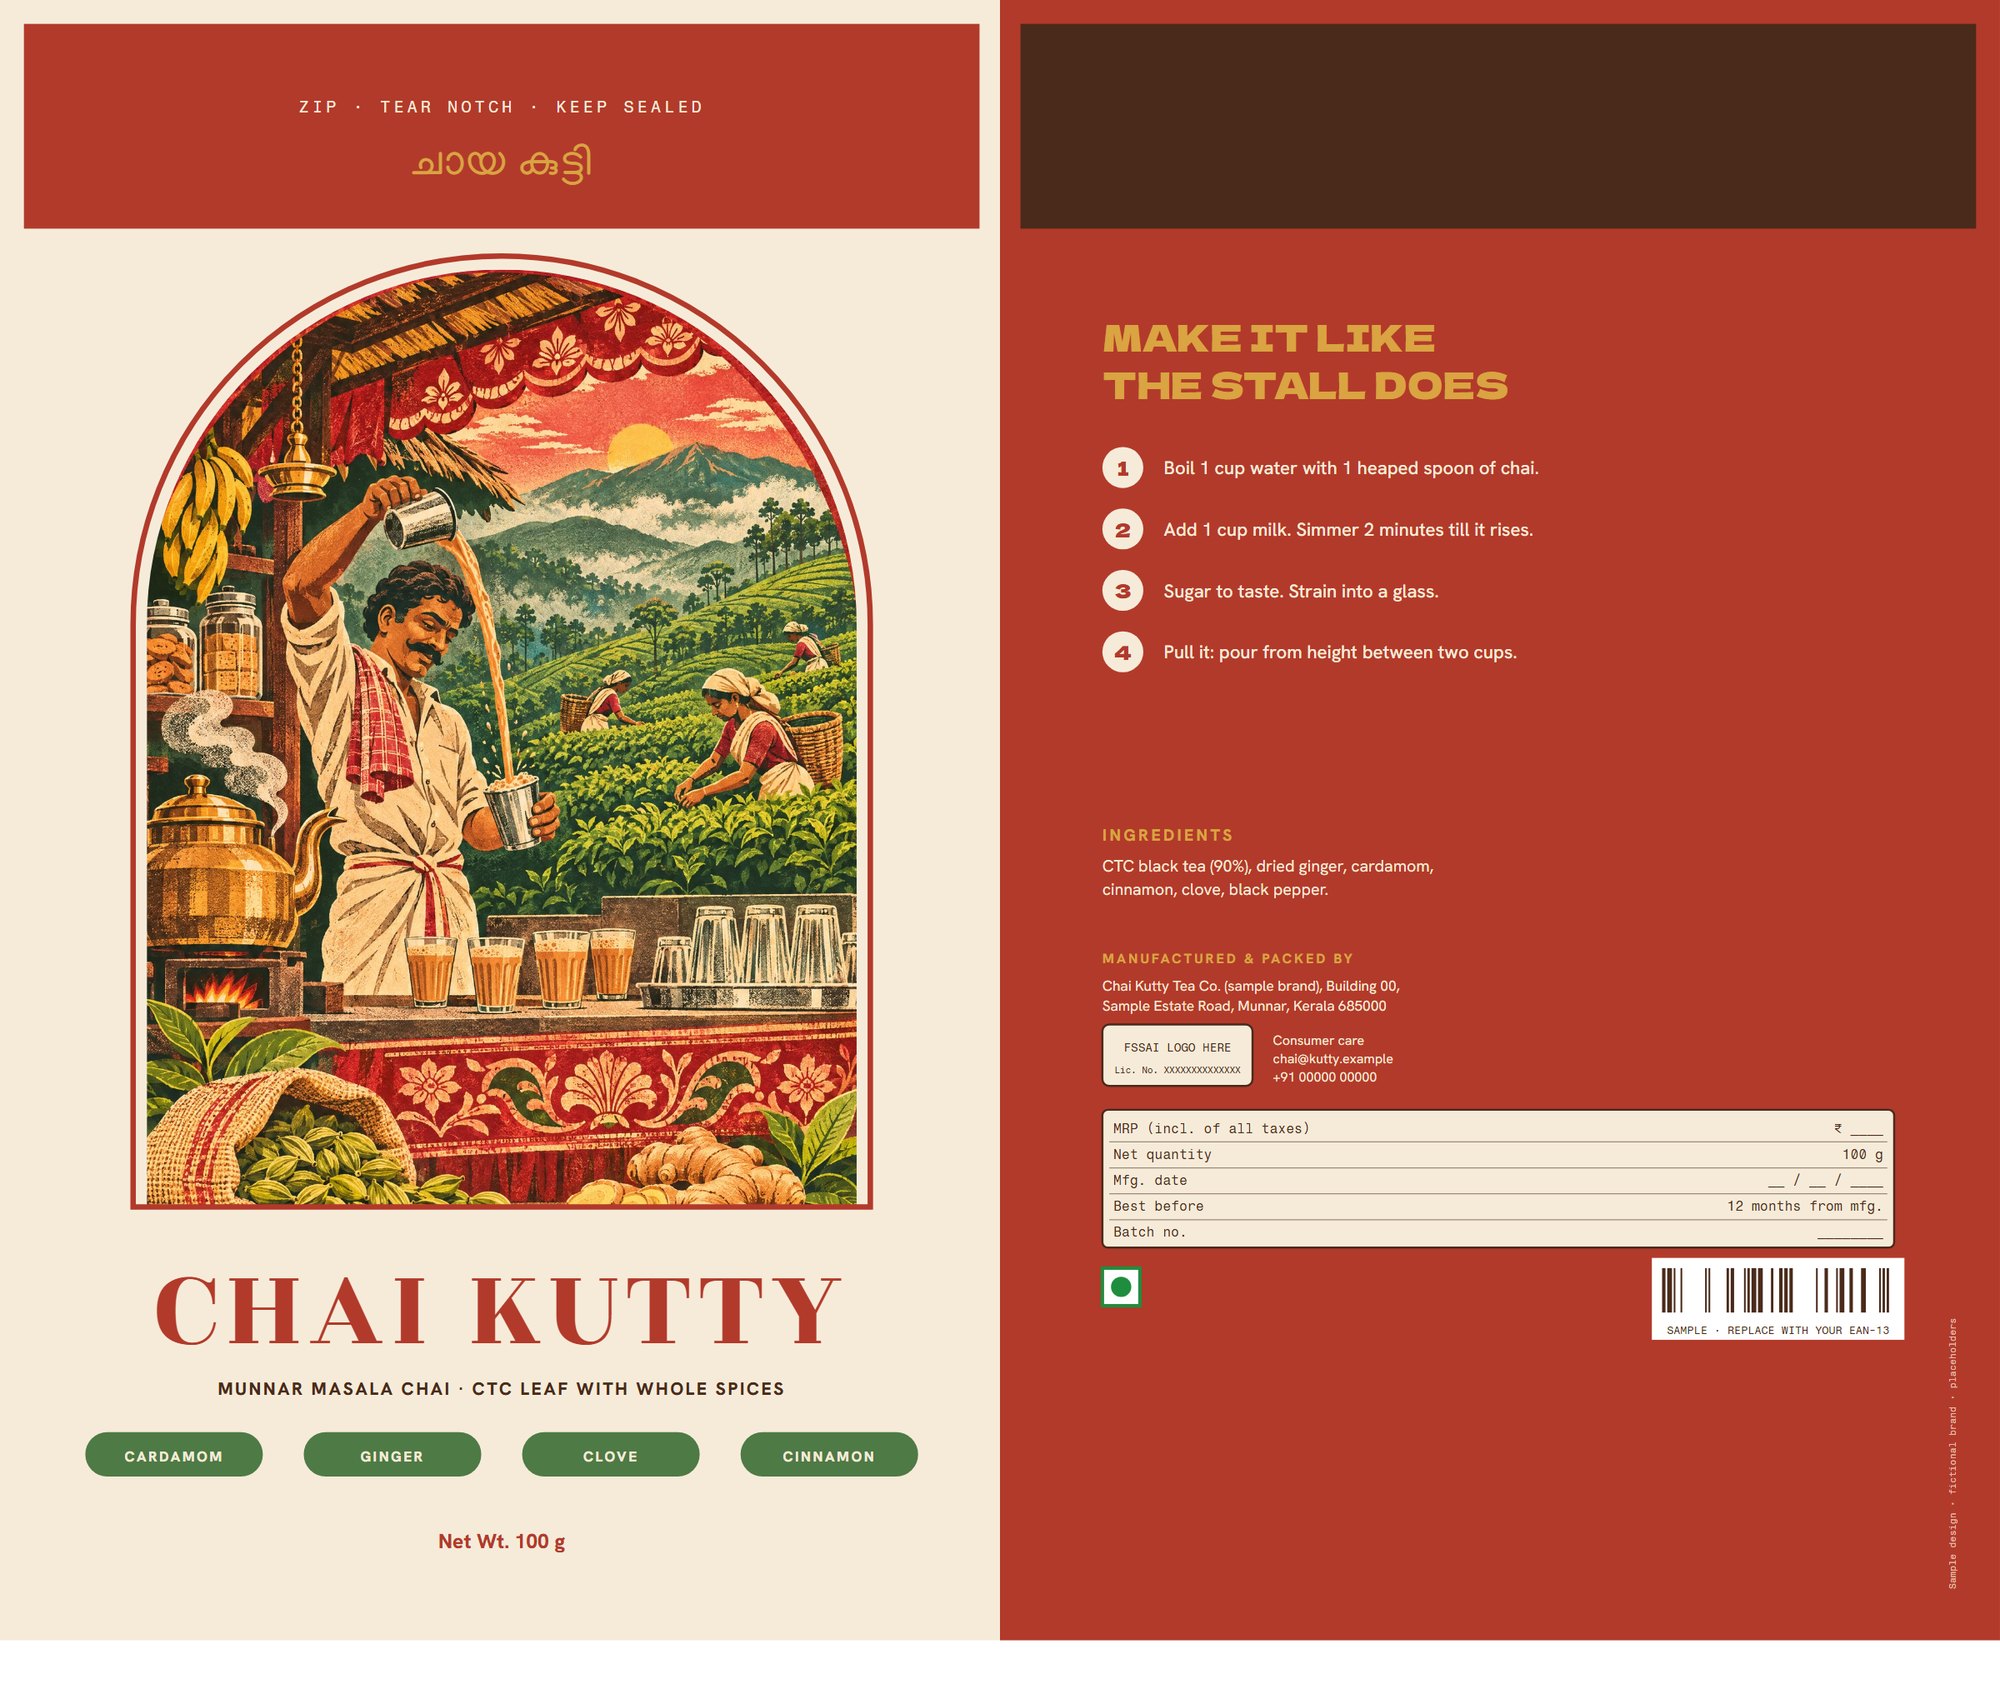 ZIP · TEAR NOTCH · KEEP SEALED
ചായ കുട്ടി
CHAI KUTTY
MUNNAR MASALA CHAI · CTC LEAF WITH WHOLE SPICES
CARDAMOM
GINGER
CLOVE
CINNAMON
Net Wt. 100 g
MAKE IT LIKE
THE STALL DOES
1 Boil 1 cup water with 1 heaped spoon of chai.
2 Add 1 cup milk. Simmer 2 minutes till it rises.
3 Sugar to taste. Strain into a glass.
4 Pull it: pour from height between two cups.
INGREDIENTS
CTC black tea (90%), dried ginger, cardamom,
cinnamon, clove, black pepper.
MANUFACTURED & PACKED BY
Chai Kutty Tea Co. (sample brand), Building 00,
Sample Estate Road, Munnar, Kerala 685000
FSSAI LOGO HERE
Lic. No. XXXXXXXXXXXXXX
Consumer care
chai@kutty.example
+91 00000 00000
MRP (incl. of all taxes) ₹ ____
Net quantity 100 g
Mfg. date __ / __ / ____
Best before 12 months from mfg.
Batch no. ________
SAMPLE · REPLACE WITH YOUR EAN-13
Sample design · fictional brand · placeholders